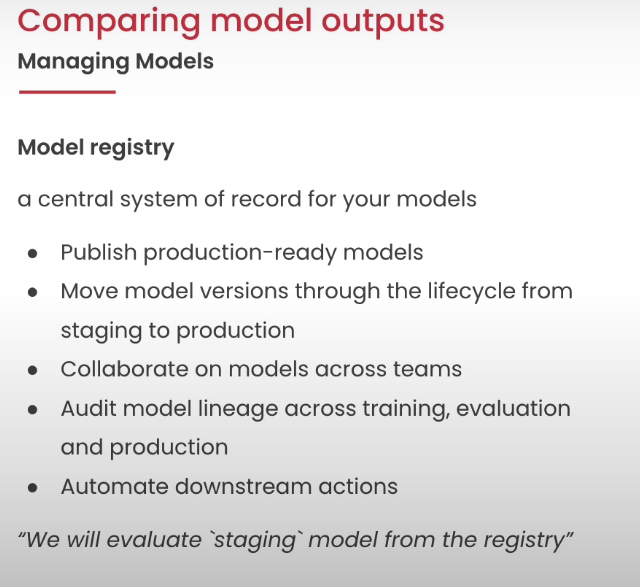 Comparing model outputs
Managing Models
Model registry
a central system of record for your models
● Publish production-ready models
● Move model versions through the lifecycle from
staging to production
● Collaborate on models across teams
● Audit model lineage across training, evaluation
and production
● Automate downstream actions
“We will evaluate `staging` model from the registry”